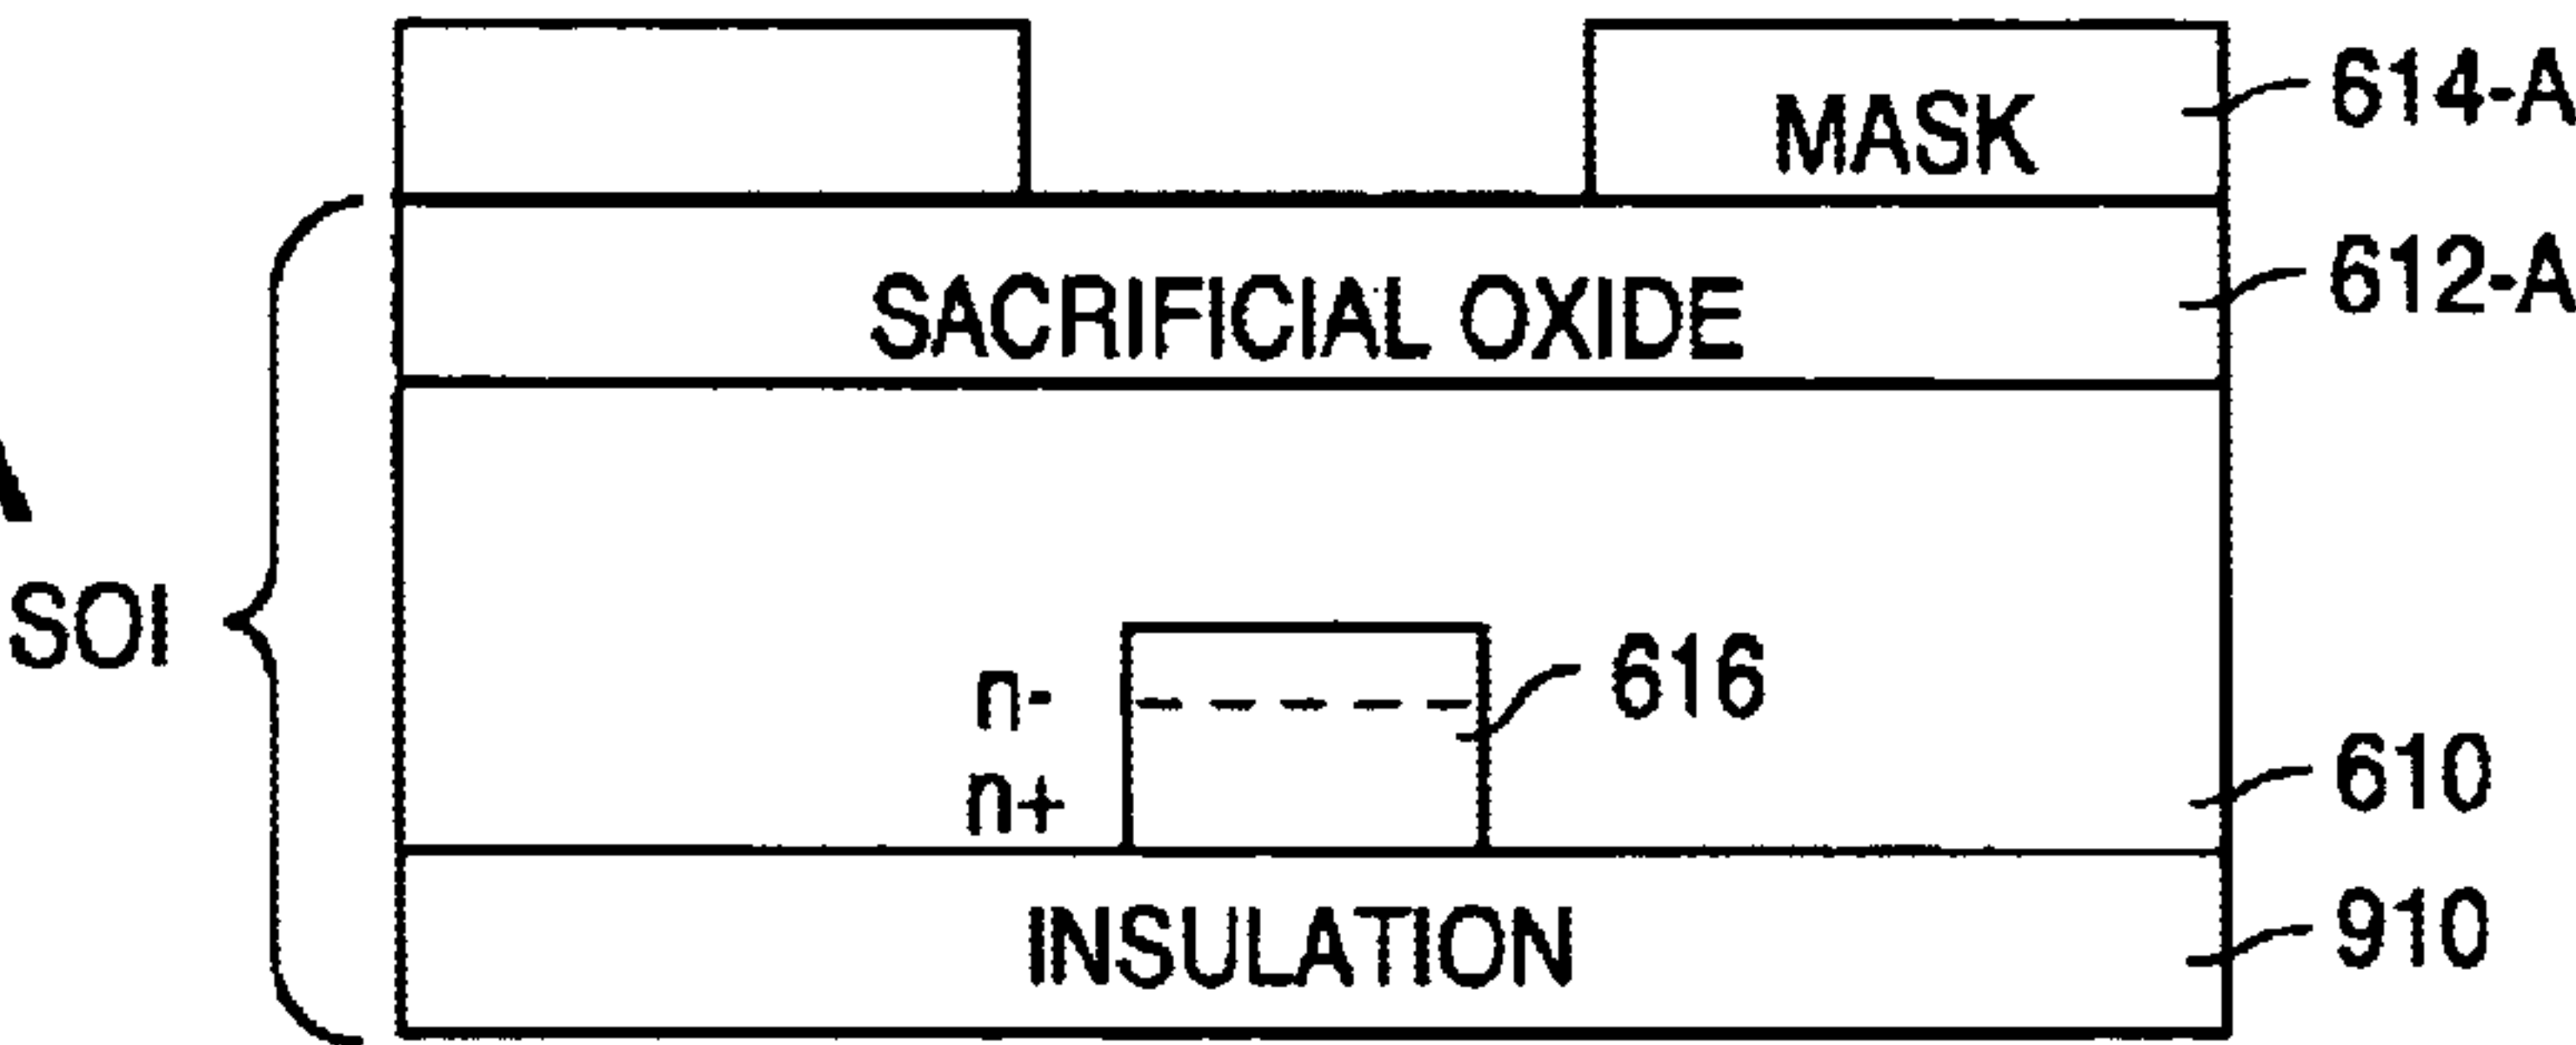 MASK 614-A
SACRIFICIAL OXIDE 612-A
A
SOI
n- 616
n+ 610
INSULATION 910